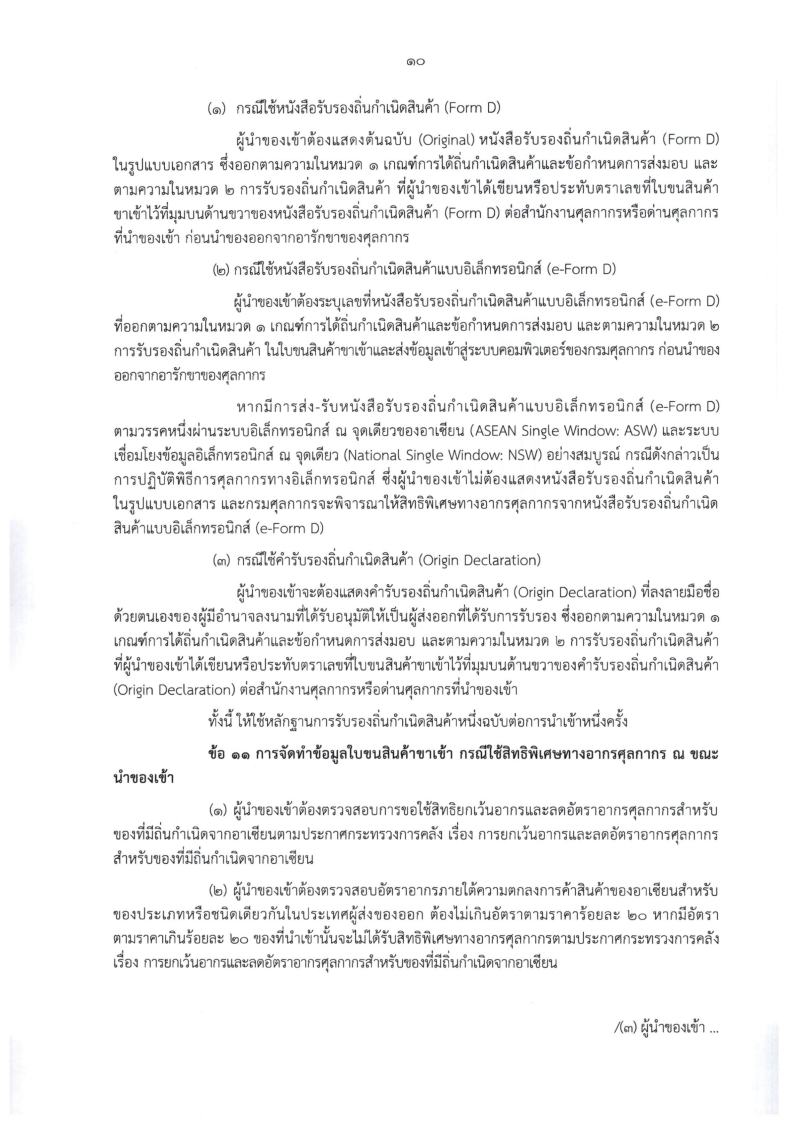 ๑๐
(๑) กรณีใช้หนังสือรับรองถิ่นกำเนิดสินค้า (Form D)
ผู้นำของเข้าต้องแสดงต้นฉบับ (Original) หนังสือรับรองถิ่นกำเนิดสินค้า (Form D)
ในรูปแบบเอกสาร ซึ่งออกตามความในหมวด ๑ เกณฑ์การได้ถิ่นกำเนิดสินค้าและข้อกำหนดการส่งมอบ และ
ตามความในหมวด ๒ การรับรองถิ่นกำเนิดสินค้า ที่ผู้นำของเข้าได้เขียนหรือประทับตราเลขที่ใบขนสินค้า
ขาเข้าไว้ที่มุมบนด้านขวาของหนังสือรับรองถิ่นกำเนิดสินค้า (Form D) ต่อสำนักงานศุลกากรหรือด่านศุลกากร
ที่นำของเข้า ก่อนนำของออกจากอารักขาของศุลกากร
(๒) กรณีใช้หนังสือรับรองถิ่นกำเนิดสินค้าแบบอิเล็กทรอนิกส์ (e-Form D)
ผู้นำของเข้าต้องระบุเลขที่หนังสือรับรองถิ่นกำเนิดสินค้าแบบอิเล็กทรอนิกส์ (e-Form D)
ที่ออกตามความในหมวด ๑ เกณฑ์การได้ถิ่นกำเนิดสินค้าและข้อกำหนดการส่งมอบ และตามความในหมวด ๒
การรับรองถิ่นกำเนิดสินค้า ในใบขนสินค้าขาเข้าและส่งข้อมูลเข้าสู่ระบบคอมพิวเตอร์ของกรมศุลกากร ก่อนนำของ
ออกจากอารักขาของศุลกากร
หากมีการส่ง-รับหนังสือรับรองถิ่นกำเนิดสินค้าแบบอิเล็กทรอนิกส์ (e-Form D)
ตามวรรคหนึ่งผ่านระบบอิเล็กทรอนิกส์ ณ จุดเดียวของอาเซียน (ASEAN Single Window: ASW) และระบบ
เชื่อมโยงข้อมูลอิเล็กทรอนิกส์ ณ จุดเดียว (National Single Window: NSW) อย่างสมบูรณ์ กรณีดังกล่าวเป็น
การปฏิบัติพิธีการศุลกากรทางอิเล็กทรอนิกส์ ซึ่งผู้นำของเข้าไม่ต้องแสดงหนังสือรับรองถิ่นกำเนิดสินค้า
ในรูปแบบเอกสาร และกรมศุลกากรจะพิจารณาให้สิทธิพิเศษทางอากรศุลกากรจากหนังสือรับรองถิ่นกำเนิด
สินค้าแบบอิเล็กทรอนิกส์ (e-Form D)
(๓) กรณีใช้คำรับรองถิ่นกำเนิดสินค้า (Origin Declaration)
ผู้นำของเข้าจะต้องแสดงคำรับรองถิ่นกำเนิดสินค้า (Origin Declaration) ที่ลงลายมือชื่อ
ด้วยตนเองของผู้มีอำนาจลงนามที่ได้รับอนุมัติให้เป็นผู้ส่งออกที่ได้รับการรับรอง ซึ่งออกตามความในหมวด ๑
เกณฑ์การได้ถิ่นกำเนิดสินค้าและข้อกำหนดการส่งมอบ และตามความในหมวด ๒ การรับรองถิ่นกำเนิดสินค้า
ที่ผู้นำของเข้าได้เขียนหรือประทับตราเลขที่ใบขนสินค้าขาเข้าไว้ที่มุมบนด้านขวาของคำรับรองถิ่นกำเนิดสินค้า
(Origin Declaration) ต่อสำนักงานศุลกากรหรือด่านศุลกากรที่นำของเข้า
ทั้งนี้ ให้ใช้หลักฐานการรับรองถิ่นกำเนิดสินค้าหนึ่งฉบับต่อการนำเข้าหนึ่งครั้ง
ข้อ ๑๑ การจัดทำข้อมูลใบขนสินค้าขาเข้า กรณีใช้สิทธิพิเศษทางอากรศุลกากร ณ ขณะ
นำของเข้า
(๑) ผู้นำของเข้าต้องตรวจสอบการขอใช้สิทธิยกเว้นอากรและลดอัตราอากรศุลกากรสำหรับ
ของที่มีถิ่นกำเนิดจากอาเซียนตามประกาศกระทรวงการคลัง เรื่อง การยกเว้นอากรและลดอัตราอากรศุลกากร
สำหรับของที่มีถิ่นกำเนิดจากอาเซียน
(๒) ผู้นำของเข้าต้องตรวจสอบอัตราอากรภายใต้ความตกลงการค้าสินค้าของอาเซียนสำหรับ
ของประเภทหรือชนิดเดียวกันในประเทศผู้ส่งของออก ต้องไม่เกินอัตราตามราคาร้อยละ ๒๐ หากมีอัตรา
ตามราคาเกินร้อยละ ๒๐ ของที่นำเข้านั้นจะไม่ได้รับสิทธิพิเศษทางอากรศุลกากรตามประกาศกระทรวงการคลัง
เรื่อง การยกเว้นอากรและลดอัตราอากรศุลกากรสำหรับของที่มีถิ่นกำเนิดจากอาเซียน
/(๓) ผู้นำของเข้า ...